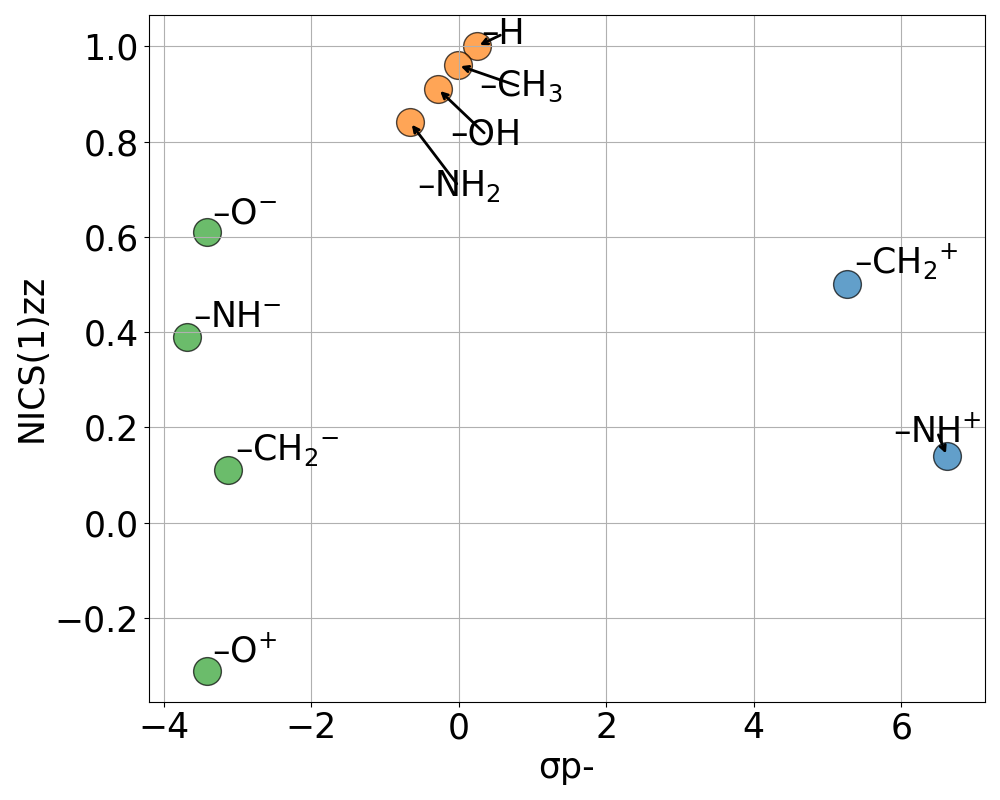 –H
–CH₃
–OH
–NH₂
–O⁻
–CH₂⁺
–NH⁻
–NH⁺
–CH₂⁻
–O⁺
1.0
0.8
0.6
0.4
0.2
0.0
−0.2
NICS(1)zz
−4 −2 0 2 4 6
σp-